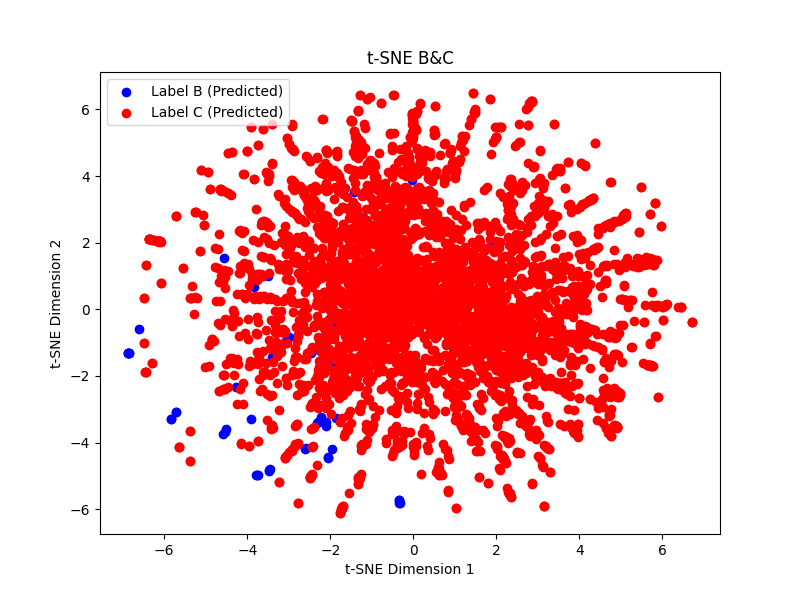 t-SNE B&C
Label B (Predicted)
Label C (Predicted)
6
4
2
0
−2
−4
−6
t-SNE Dimension 2
−6 −4 −2 0 2 4 6
t-SNE Dimension 1